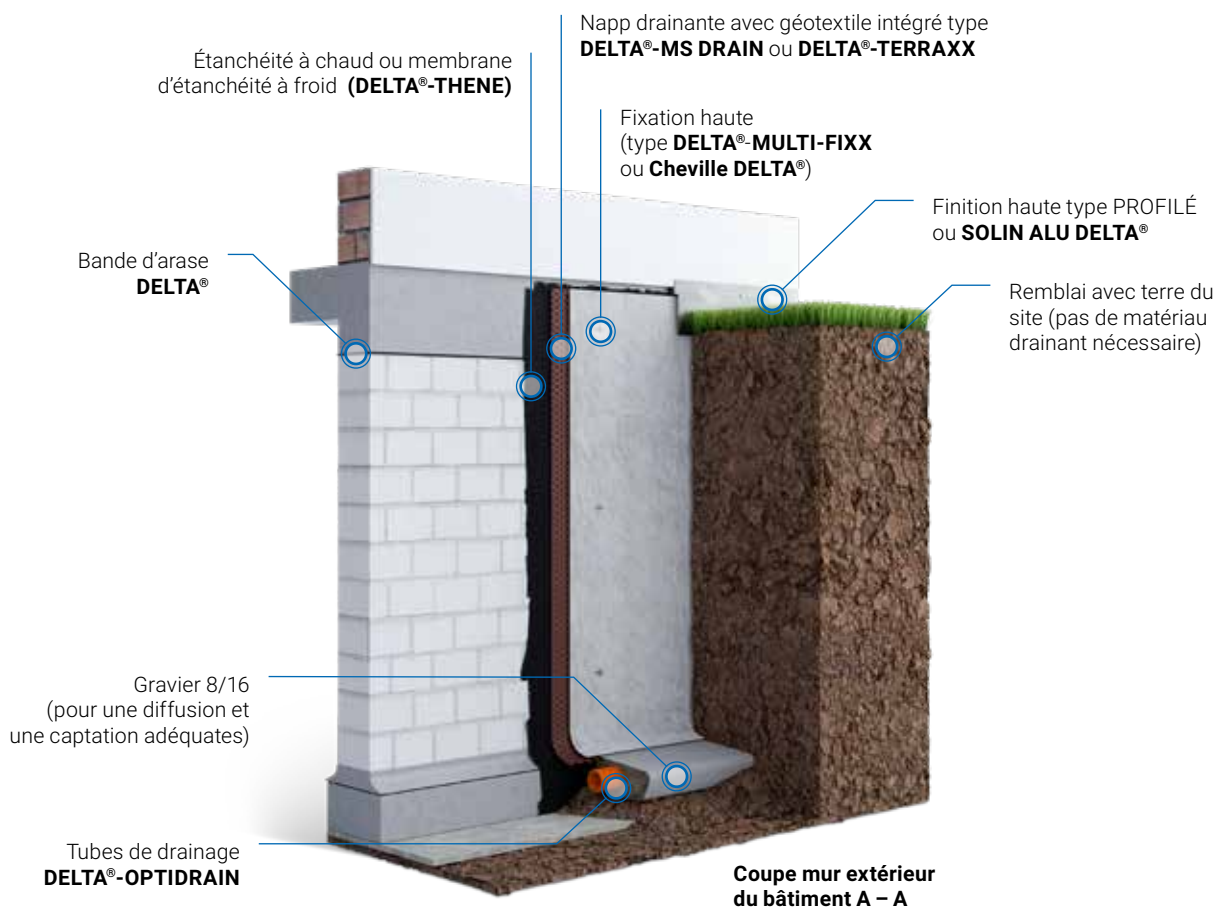 Napp drainante avec géotextile intégré type
DELTA®-MS DRAIN ou DELTA®-TERRAXX
Étanchéité à chaud ou membrane
d'étanchéité à froid (DELTA®-THENE)
Fixation haute
(type DELTA®-MULTI-FIXX
ou Cheville DELTA®)
Finition haute type PROFILÉ
ou SOLIN ALU DELTA®
Bande d'arase
DELTA®
Remblai avec terre du
site (pas de matériau
drainant nécessaire)
Gravier 8/16
(pour une diffusion et
une captation adéquates)
Tubes de drainage
DELTA®-OPTIDRAIN
Coupe mur extérieur
du bâtiment A – A